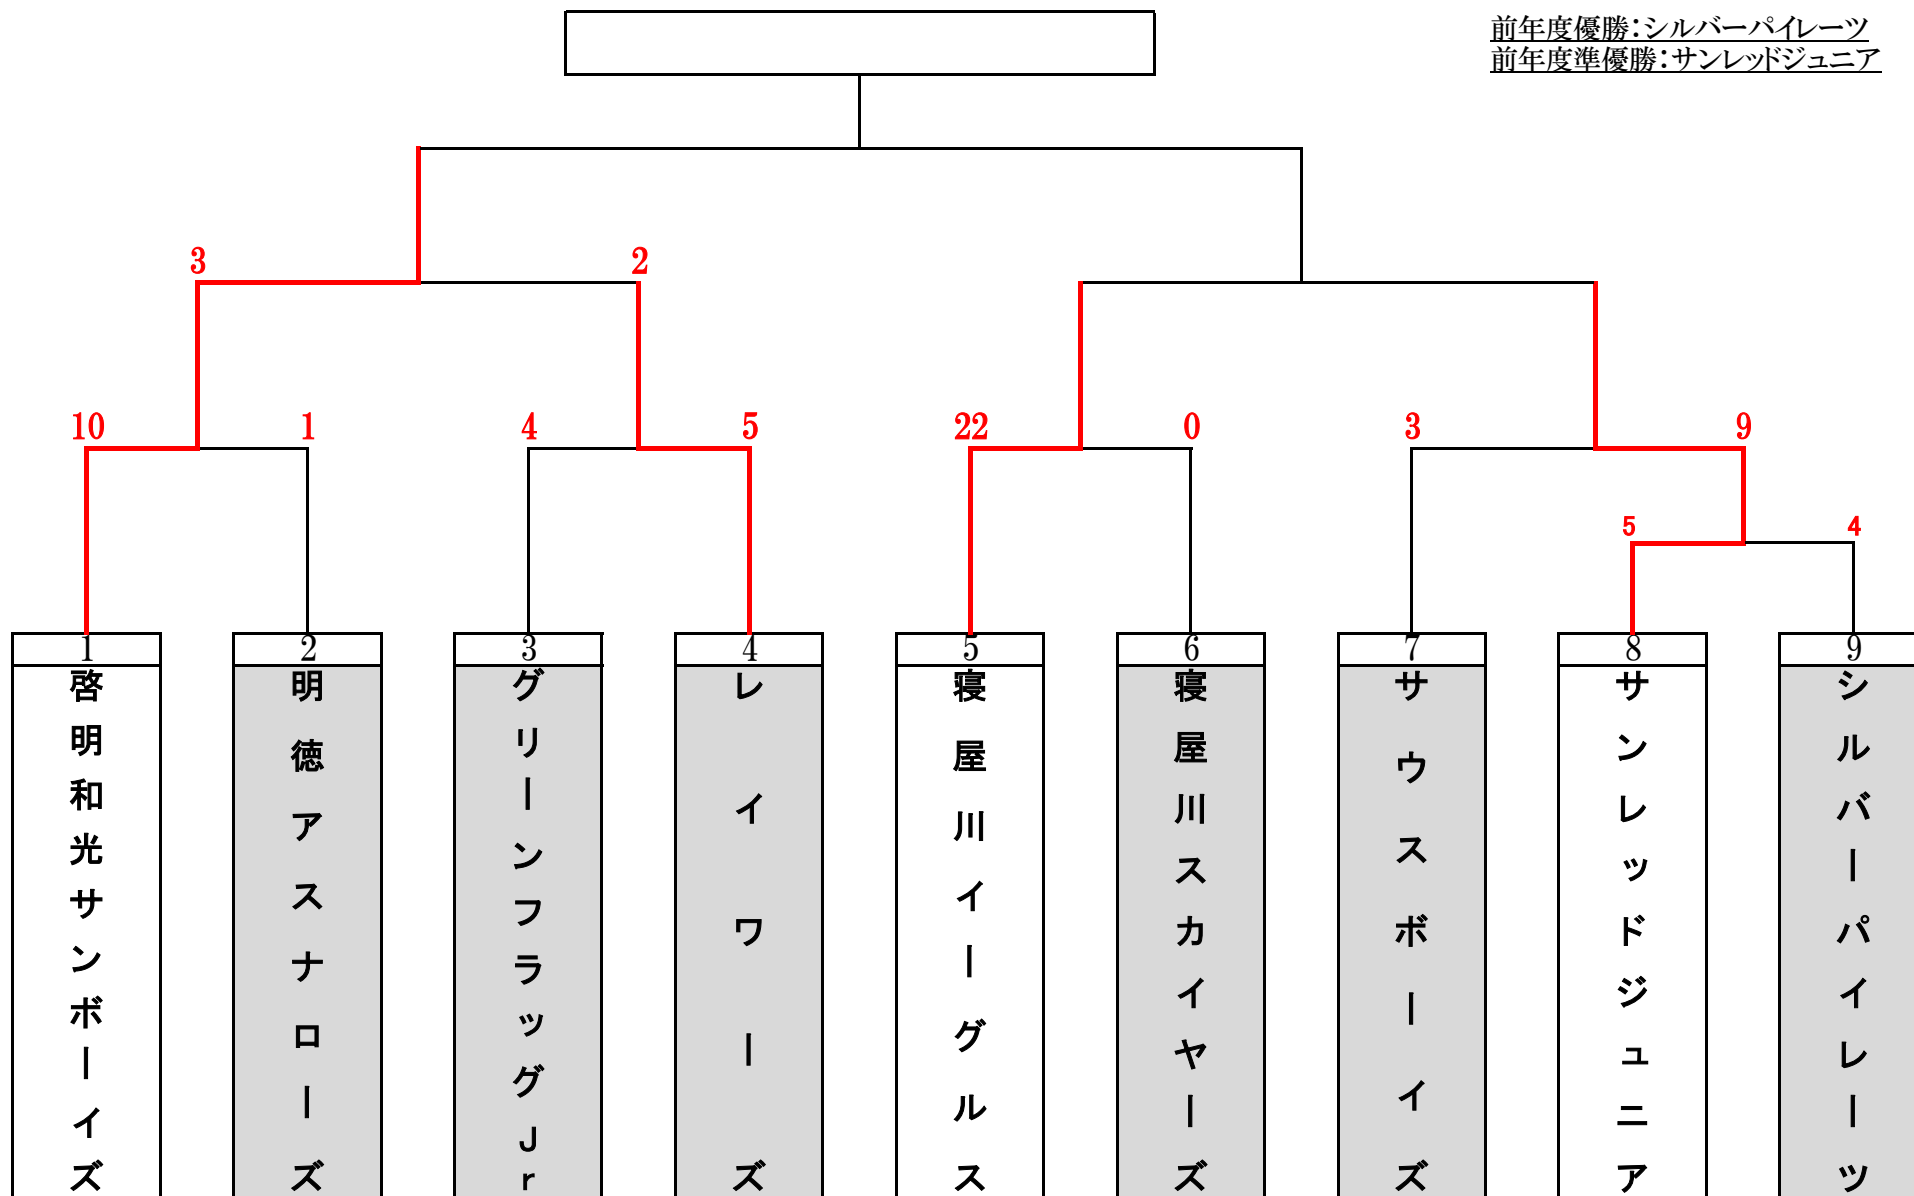 前年度優勝：シルバーパイレーツ
前年度準優勝：サンレッドジュニア
3
2
10
1
4
5
22
0
3
9
5
4
1
2
3
4
5
6
7
8
9
啓明和光サンボーイズ
明徳アスナローズ
グリーンフラッグJr
レイワーズ
寝屋川イーグルス
寝屋川スカイヤーズ
サウスボーイズ
サンレッドジュニア
シルバーパイレーツ